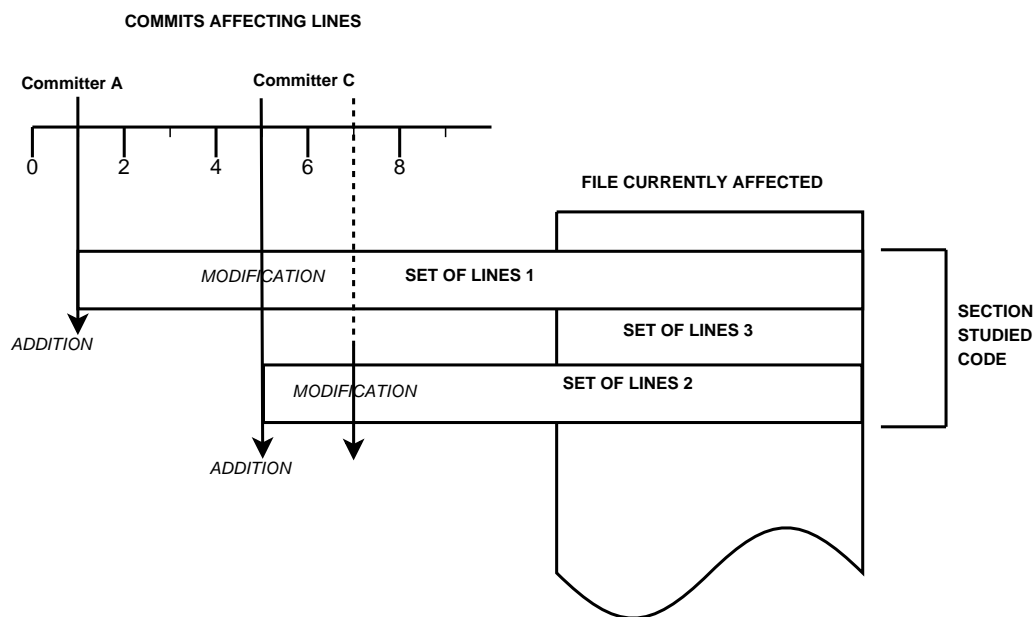 COMMITS AFFECTING LINES
Committer A
Committer C
0 2 4 6 8
FILE CURRENTLY AFFECTED
MODIFICATION
SET OF LINES 1
SECTION
STUDIED
CODE
ADDITION
SET OF LINES 3
MODIFICATION
SET OF LINES 2
ADDITION